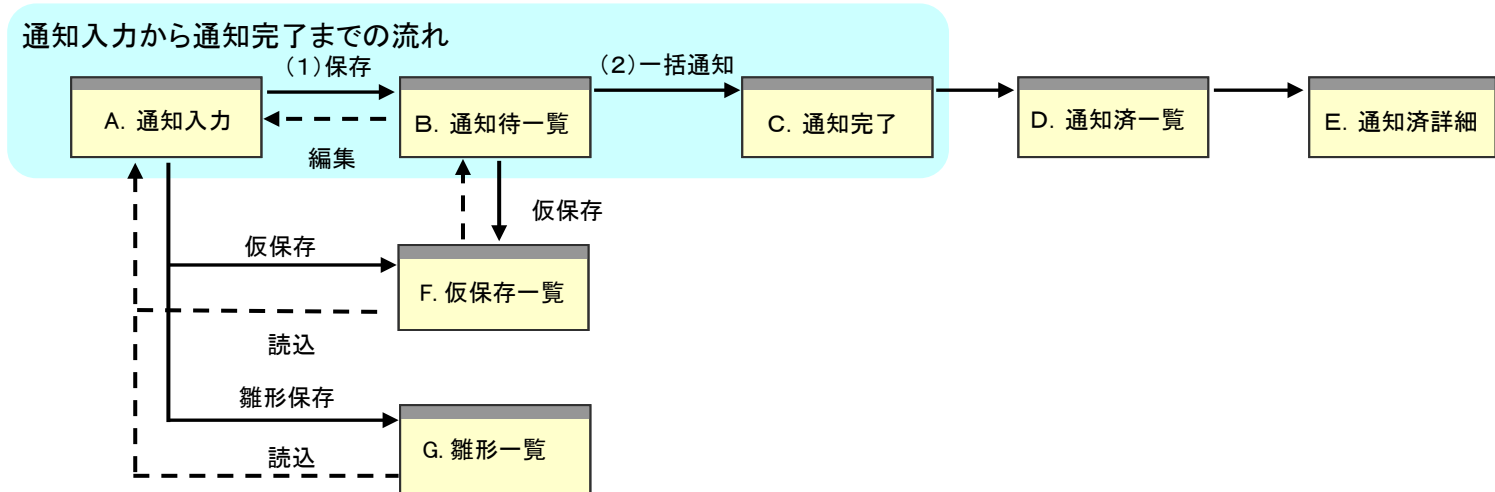 通知入力から通知完了までの流れ
(1)保存
(2)一括通知
A. 通知入力
B. 通知待一覧
C. 通知完了
D. 通知済一覧
E. 通知済詳細
編集
仮保存
仮保存
F. 仮保存一覧
読込
雛形保存
G. 雛形一覧
読込